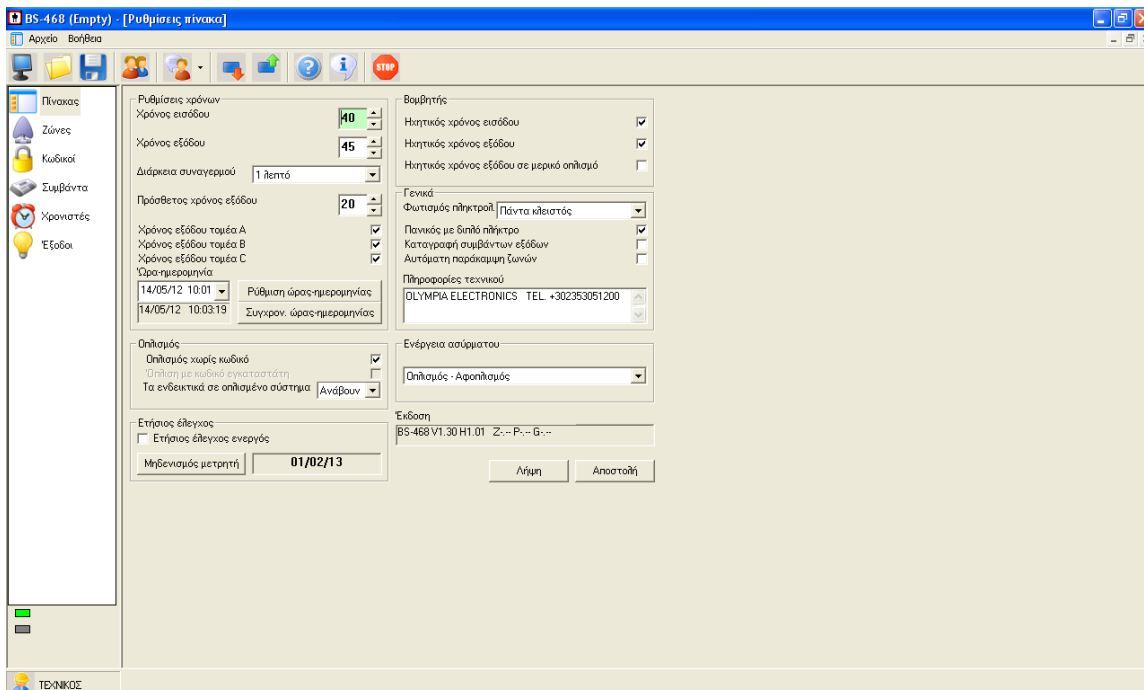 BS-468 (Empty) - [Ρυθμίσεις πίνακα]
Αρχείο Βοήθεια
STOP
Πίνακας
Ζώνες
Κωδικοί
Συμβάντα
Χρονιστές
Έξοδοι
Ρυθμίσεις χρόνων
Χρόνος εισόδου 40
Χρόνος εξόδου 45
Διάρκεια συναγερμού 1 λεπτό
Πρόσθετος χρόνος εξόδου 20
Χρόνος εξόδου τομέα A
Χρόνος εξόδου τομέα B
Χρόνος εξόδου τομέα C
Ώρα-ημερομηνία
14/05/12 10:01 Ρύθμιση ώρας-ημερομηνίας
14/05/12 10:03:19 Συγχρον. ώρας-ημερομηνίας
Οπλισμός
Οπλισμός χωρίς κωδικό
Όπλιση με κωδικό εγκαταστάτη
Τα ενδεικτικά σε οπλισμένο σύστημα Ανάβουν
Ετήσιος έλεγχος
Ετήσιος έλεγχος ενεργός
Μηδενισμός μετρητή 01/02/13
Βομβητής
Ηχητικός χρόνος εισόδου
Ηχητικός χρόνος εξόδου
Ηχητικός χρόνος εξόδου σε μερικό οπλισμό
Γενικά
Φωτισμός πληκτρολ. Πάντα κλειστός
Πανικός με διπλό πλήκτρο
Καταγραφή συμβάντων εξόδων
Αυτόματη παράκαμψη ζωνών
Πληροφορίες τεχνικού
OLYMPIA ELECTRONICS TEL. +302353051200
Ενέργεια ασύρματου
Οπλισμός - Αφοπλισμός
Έκδοση
BS-468 V1.30 H1.01 Z-.-- P-.-- G-.--
Λήψη Αποστολή
ΤΕΧΝΙΚΟΣ